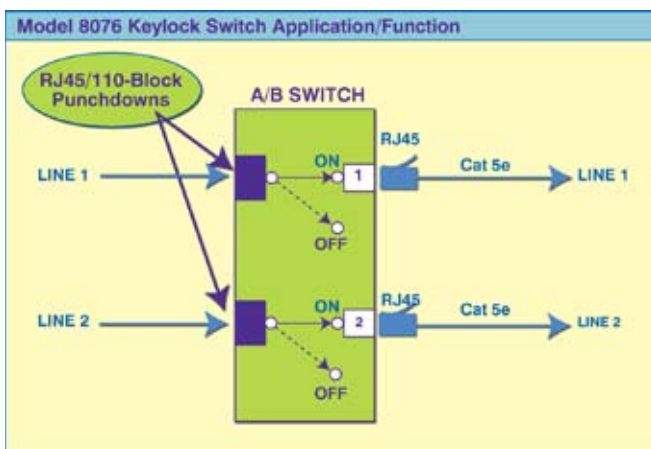 Model 8076 Keylock Switch Application/Function
RJ45/110-Block
Punchdowns
A/B SWITCH
RJ45
LINE 1
ON
1
Cat 5e
LINE 1
OFF
RJ45
LINE 2
ON
2
Cat 5e
LINE 2
OFF